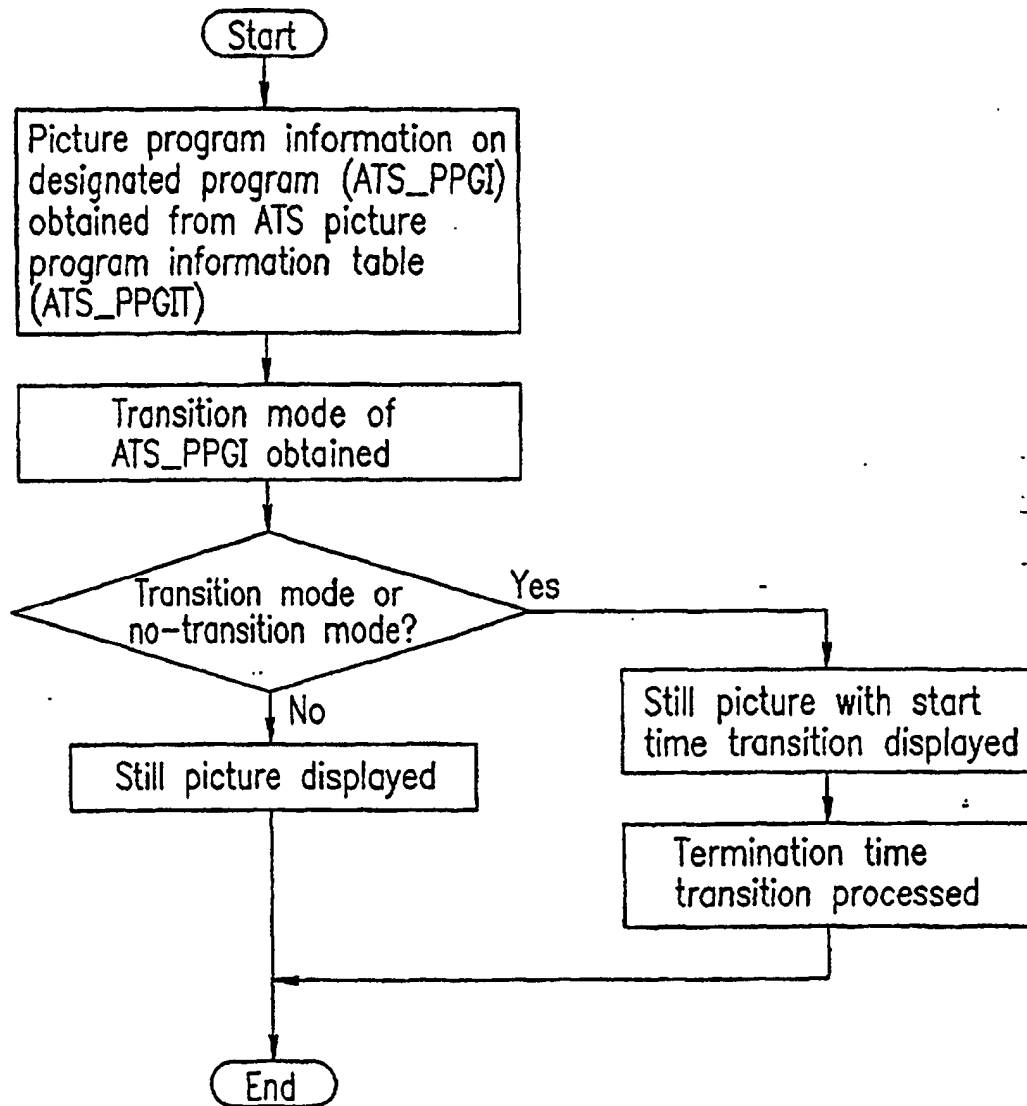 Start
Picture program information on
designated program (ATS_PPGI)
obtained from ATS picture
program information table
(ATS_PPGIT)
Transition mode of
ATS_PPGI obtained
Transition mode or
no-transition mode?
Yes
No
Still picture displayed
Still picture with start
time transition displayed
Termination time
transition processed
End